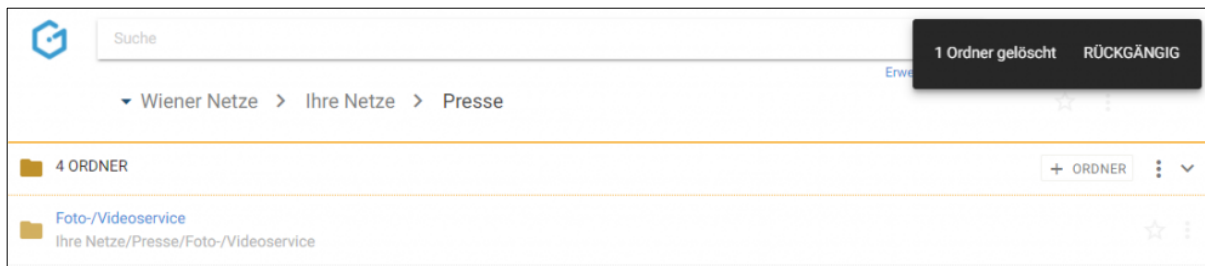 Suche
1 Ordner gelöscht RÜCKGÄNGIG
Erwe
Wiener Netze > Ihre Netze > Presse
4 ORDNER + ORDNER
Foto-/Videoservice
Ihre Netze/Presse/Foto-/Videoservice